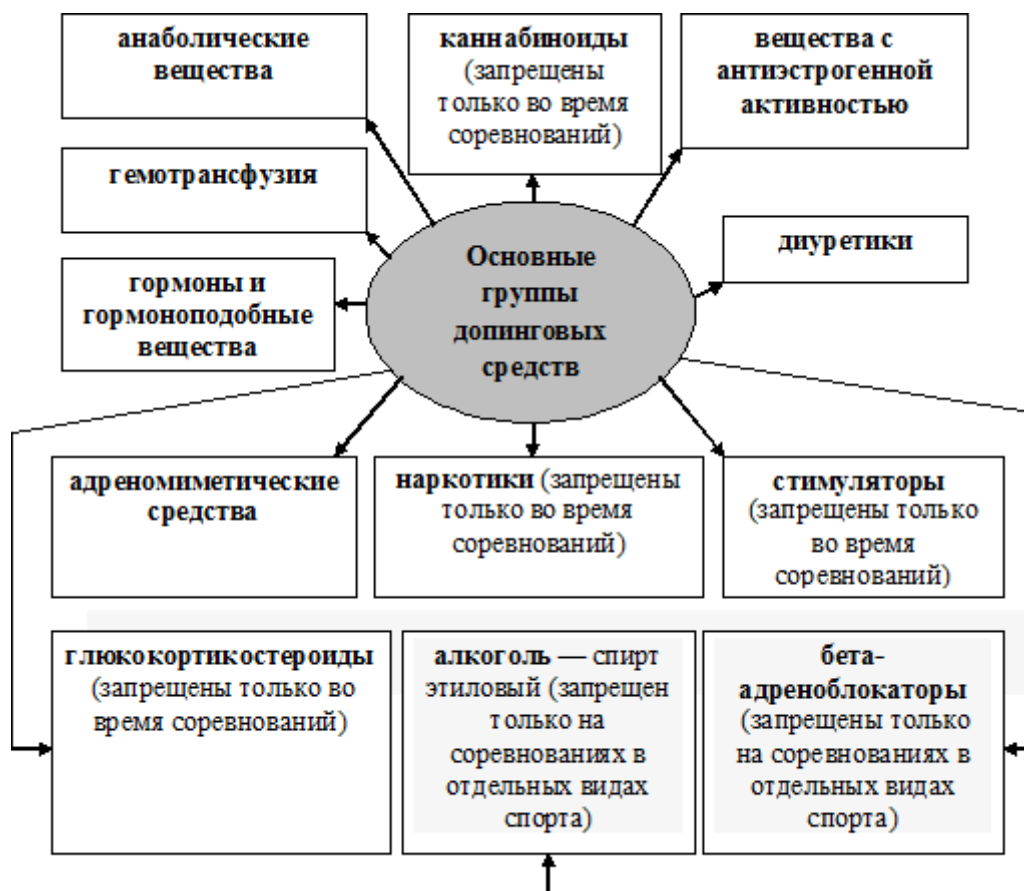 анаболические
вещества
каннабиноиды
(запрещены
только во время
соревнований)
вещества с
антиэстрогенной
активностью
гемотрансфузия
Основные
группы
допинговых
средств
диуретики
гормоны и
гормоноподобные
вещества
адреномиметические
средства
наркотики (запрещены
только во время
соревнований)
стимуляторы
(запрещены только
во время
соревнований)
глюкокортикостероиды
(запрещены только во
время соревнований)
алкоголь — спирт
этиловый (запрещен
только на
соревнованиях в
отдельных видах
спорта)
бета-
адреноблокаторы
(запрещены только
на соревнованиях в
отдельных видах
спорта)